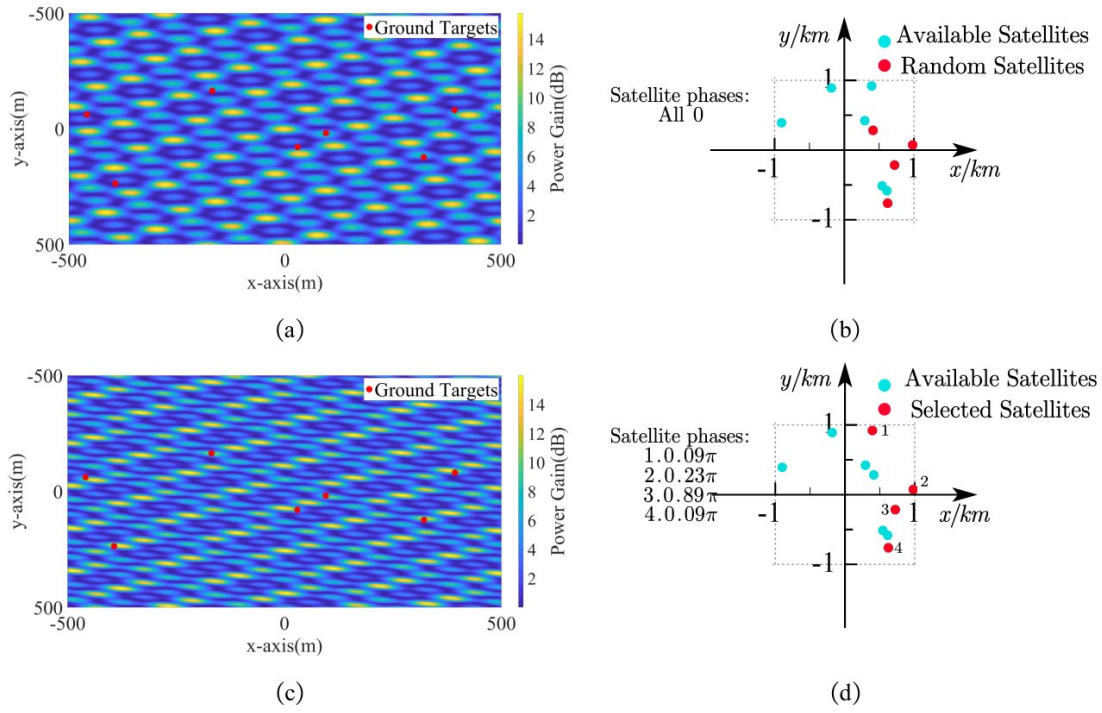 -500
0
500
y-axis(m)
-500
0
500
x-axis(m)
Ground Targets
14
12
10
8
6
4
2
Power Gain(dB)
(a)
y/km
Available Satellites
Random Satellites
Satellite phases:
All 0
1
-1
1
x/km
-1
(b)
-500
0
500
y-axis(m)
-500
0
500
x-axis(m)
Ground Targets
14
12
10
8
6
4
2
Power Gain(dB)
(c)
y/km
Available Satellites
Selected Satellites
Satellite phases:
1.0.09π
2.0.23π
3.0.89π
4.0.09π
1
1
2
3
4
-1
1
x/km
-1
(d)